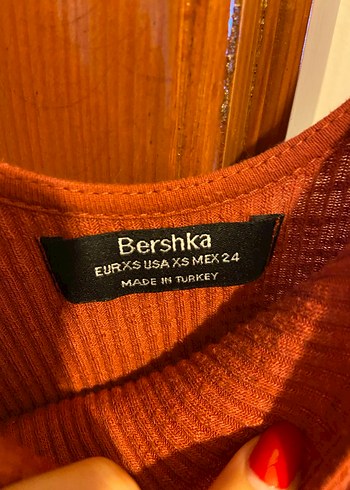 Bershka
EUR XS USA XS MEX 24
MADE IN TURKEY